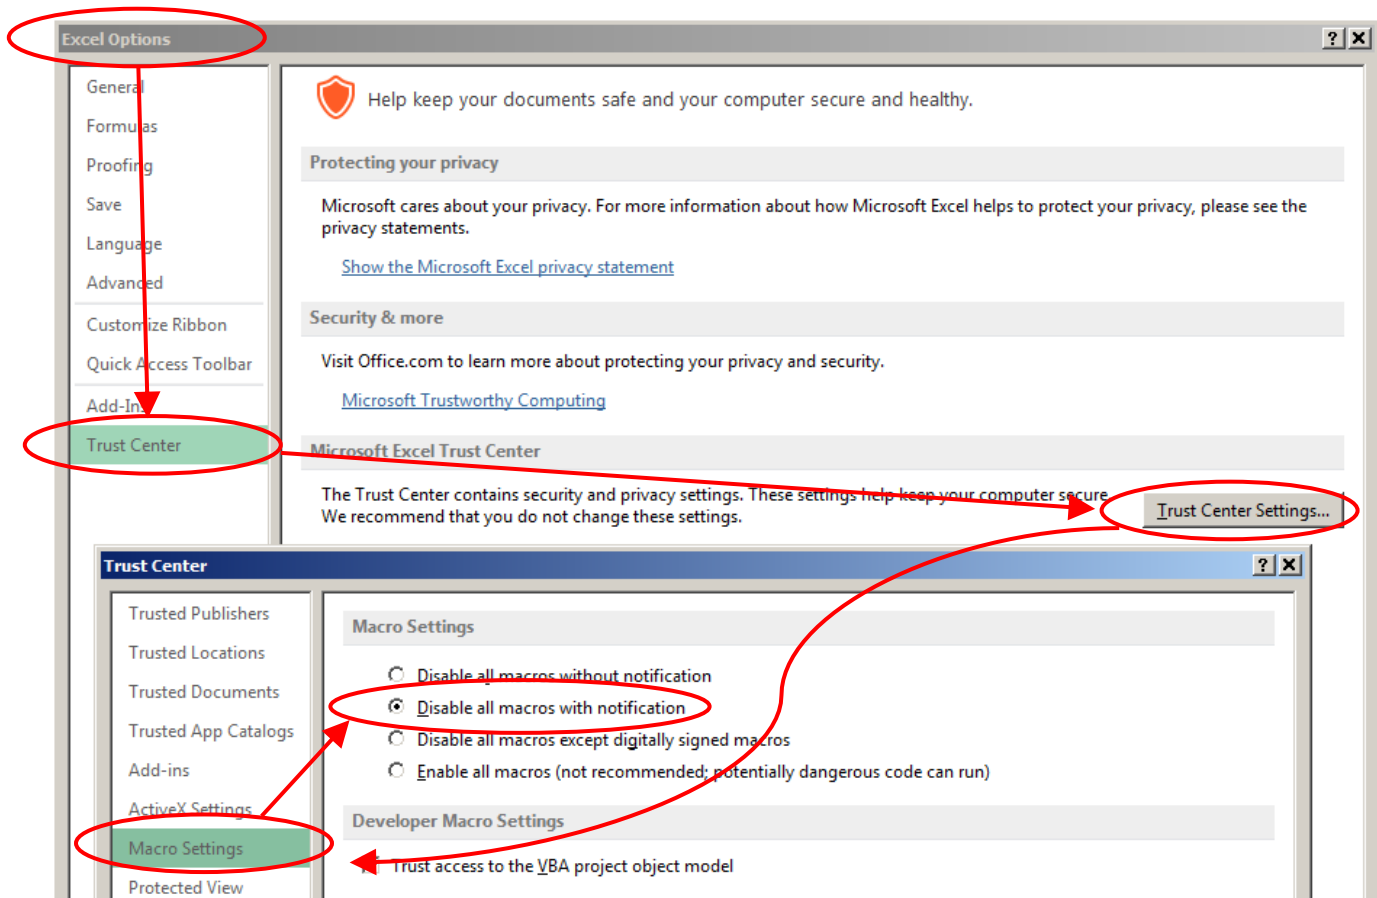 Excel Options
General
Formulas
Proofing
Save
Language
Advanced
Customize Ribbon
Quick Access Toolbar
Add-Ins
Trust Center
Help keep your documents safe and your computer secure and healthy.
Protecting your privacy
Microsoft cares about your privacy. For more information about how Microsoft Excel helps to protect your privacy, please see the
privacy statements.
Show the Microsoft Excel privacy statement
Security & more
Visit Office.com to learn more about protecting your privacy and security.
Microsoft Trustworthy Computing
Microsoft Excel Trust Center
The Trust Center contains security and privacy settings. These settings help keep your computer secure.
We recommend that you do not change these settings.
Trust Center Settings...
Trust Center
Trusted Publishers
Trusted Locations
Trusted Documents
Trusted App Catalogs
Add-ins
ActiveX Settings
Macro Settings
Protected View
Macro Settings
Disable all macros without notification
Disable all macros with notification
Disable all macros except digitally signed macros
Enable all macros (not recommended; potentially dangerous code can run)
Developer Macro Settings
Trust access to the VBA project object model